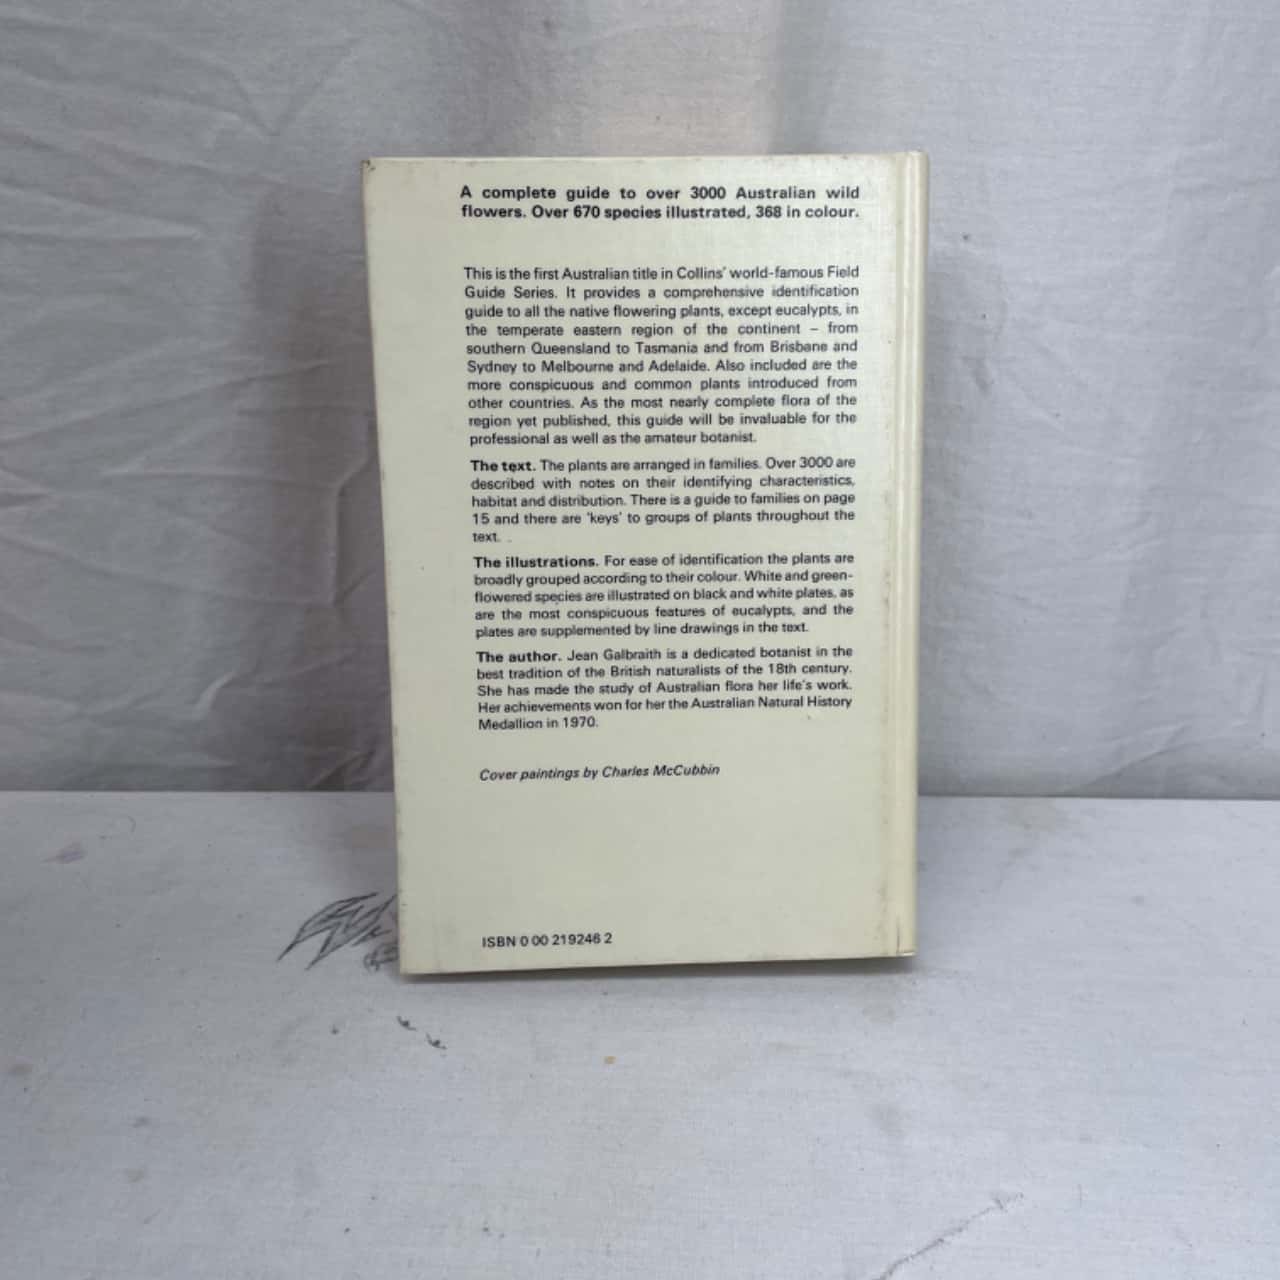 A complete guide to over 3000 Australian wild
flowers. Over 670 species illustrated, 368 in colour.
This is the first Australian title in Collins' world-famous Field
Guide Series. It provides a comprehensive identification
guide to all the native flowering plants, except eucalypts, in
the temperate eastern region of the continent – from
southern Queensland to Tasmania and from Brisbane and
Sydney to Melbourne and Adelaide. Also included are the
more conspicuous and common plants introduced from
other countries. As the most nearly complete flora of the
region yet published, this guide will be invaluable for the
professional as well as the amateur botanist.
The text. The plants are arranged in families. Over 3000 are
described with notes on their identifying characteristics,
habitat and distribution. There is a guide to families on page
15 and there are 'keys' to groups of plants throughout the
text.
The illustrations. For ease of identification the plants are
broadly grouped according to their colour. White and green-
flowered species are illustrated on black and white plates, as
are the most conspicuous features of eucalypts, and the
plates are supplemented by line drawings in the text.
The author. Jean Galbraith is a dedicated botanist in the
best tradition of the British naturalists of the 18th century.
She has made the study of Australian flora her life's work.
Her achievements won for her the Australian Natural History
Medallion in 1970.
Cover paintings by Charles McCubbin
ISBN 0 00 219246 2